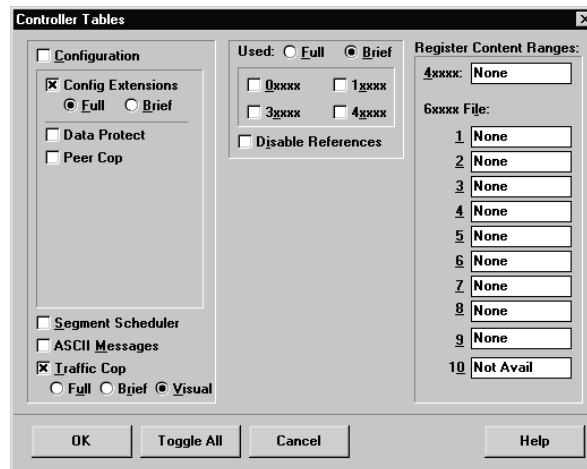 Controller Tables
Configuration
Config Extensions
Full Brief
Data Protect
Peer Cop
Segment Scheduler
ASCII Messages
Traffic Cop
Full Brief Visual
Used: Full Brief
0xxxx 1xxxx
3xxxx 4xxxx
Disable References
Register Content Ranges:
4xxxx: None
6xxxx File:
1 None
2 None
3 None
4 None
5 None
6 None
7 None
8 None
9 None
10 Not Avail
OK Toggle All Cancel Help